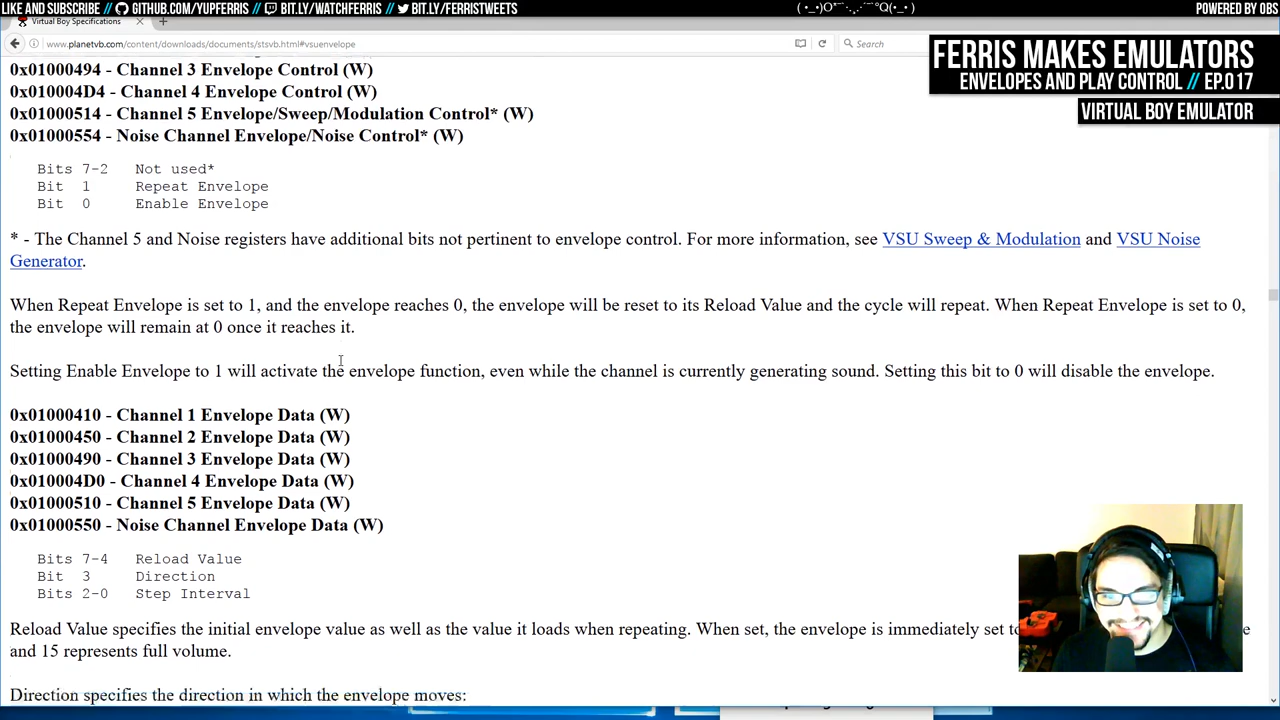 LIKE AND SUBSCRIBE // GITHUB.COM/YUPFERRIS // BIT.LY/WATCHFERRIS // BIT.LY/FERRISTWEETS
POWERED BY OBS
Virtual Boy Specifications
www.planetvb.com/content/downloads/documents/stsvb.html#vsuenvelope
Search
FERRIS MAKES EMULATORS
ENVELOPES AND PLAY CONTROL // EP.017
VIRTUAL BOY EMULATOR
0x01000494 - Channel 3 Envelope Control (W)
0x010004D4 - Channel 4 Envelope Control (W)
0x01000514 - Channel 5 Envelope/Sweep/Modulation Control* (W)
0x01000554 - Noise Channel Envelope/Noise Control* (W)
Bits 7-2 Not used*
Bit 1 Repeat Envelope
Bit 0 Enable Envelope
* - The Channel 5 and Noise registers have additional bits not pertinent to envelope control. For more information, see VSU Sweep & Modulation and VSU Noise
Generator.
When Repeat Envelope is set to 1, and the envelope reaches 0, the envelope will be reset to its Reload Value and the cycle will repeat. When Repeat Envelope is set to 0,
the envelope will remain at 0 once it reaches it.
Setting Enable Envelope to 1 will activate the envelope function, even while the channel is currently generating sound. Setting this bit to 0 will disable the envelope.
0x01000410 - Channel 1 Envelope Data (W)
0x01000450 - Channel 2 Envelope Data (W)
0x01000490 - Channel 3 Envelope Data (W)
0x010004D0 - Channel 4 Envelope Data (W)
0x01000510 - Channel 5 Envelope Data (W)
0x01000550 - Noise Channel Envelope Data (W)
Bits 7-4 Reload Value
Bit 3 Direction
Bits 2-0 Step Interval
Reload Value specifies the initial envelope value as well as the value it loads when repeating. When set, the envelope is immediately set to
and 15 represents full volume.
Direction specifies the direction in which the envelope moves: